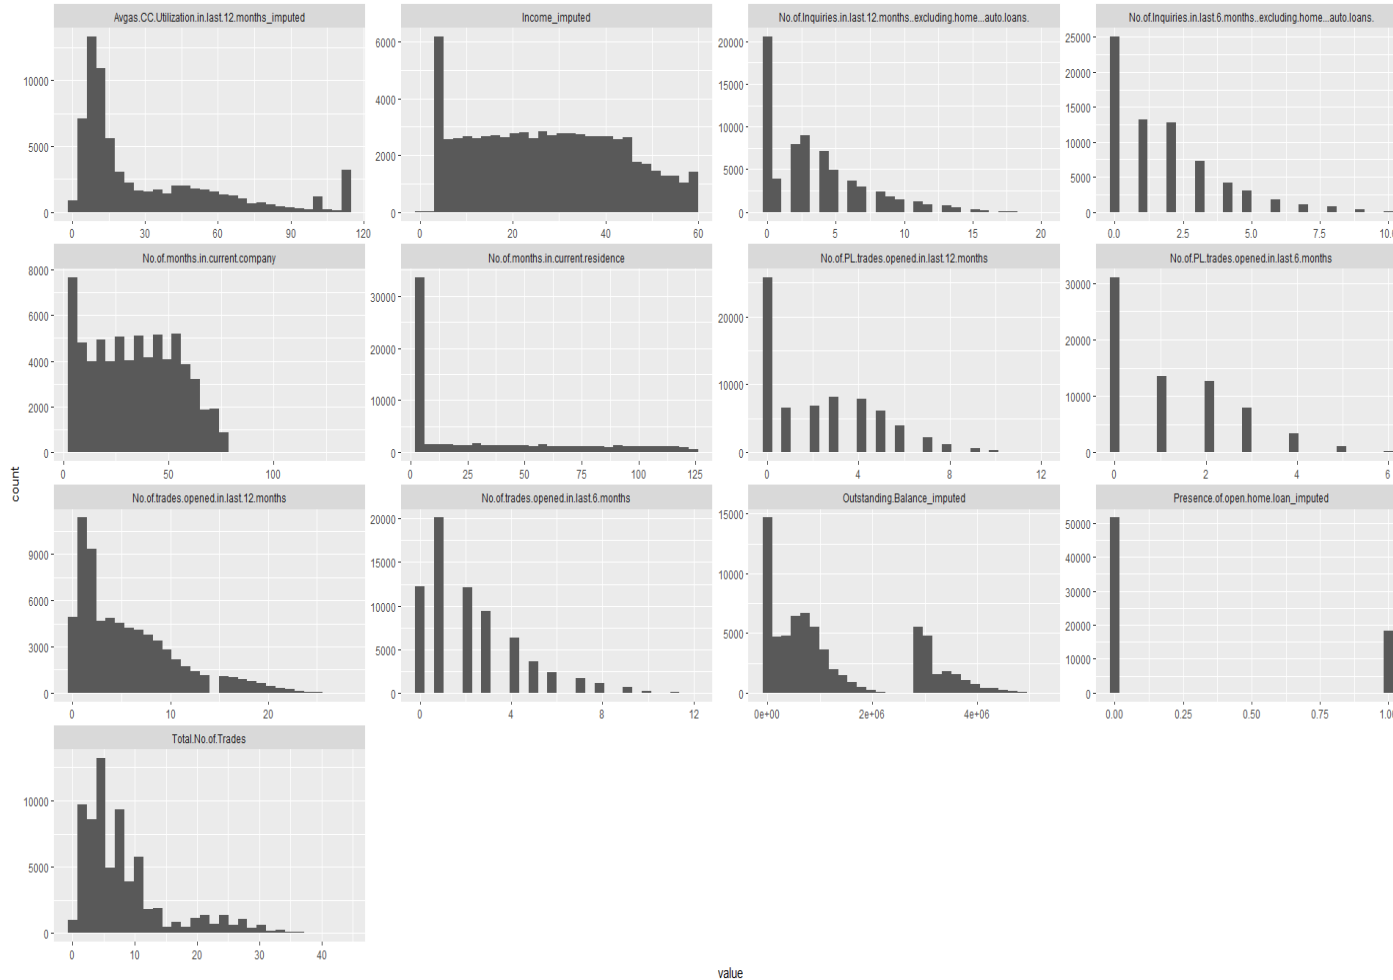 Avgas.CC.Utilization.in.last.12.months_imputed
Income_imputed
No.of.Inquiries.in.last.12.months..excluding.home...auto.loans.
No.of.Inquiries.in.last.6.months..excluding.home...auto.loans.
10000
5000
0
0 30 60 90 120
6000
4000
2000
0
20 40 60
20000
15000
10000
5000
0
0 5 10 15 20
25000
20000
15000
10000
5000
0
0.0 2.5 5.0 7.5 10.0
No.of.months.in.current.company
No.of.months.in.current.residence
No.of.PL.trades.opened.in.last.12.months
No.of.PL.trades.opened.in.last.6.months
8000
6000
4000
2000
0
0 50 100
30000
20000
10000
0
0 25 50 75 100 125
20000
10000
0
0 4 8 12
30000
20000
10000
0
0 2 4 6
count
No.of.trades.opened.in.last.12.months
No.of.trades.opened.in.last.6.months
Outstanding.Balance_imputed
Presence.of.open.home.loan_imputed
9000
6000
3000
0
0 10 20
20000
15000
10000
5000
0
0 4 8 12
15000
10000
5000
0
0e+00 2e+06 4e+06
50000
40000
30000
20000
10000
0
0.00 0.25 0.50 0.75 1.00
Total.No.of.Trades
10000
5000
0
0 10 20 30 40
value